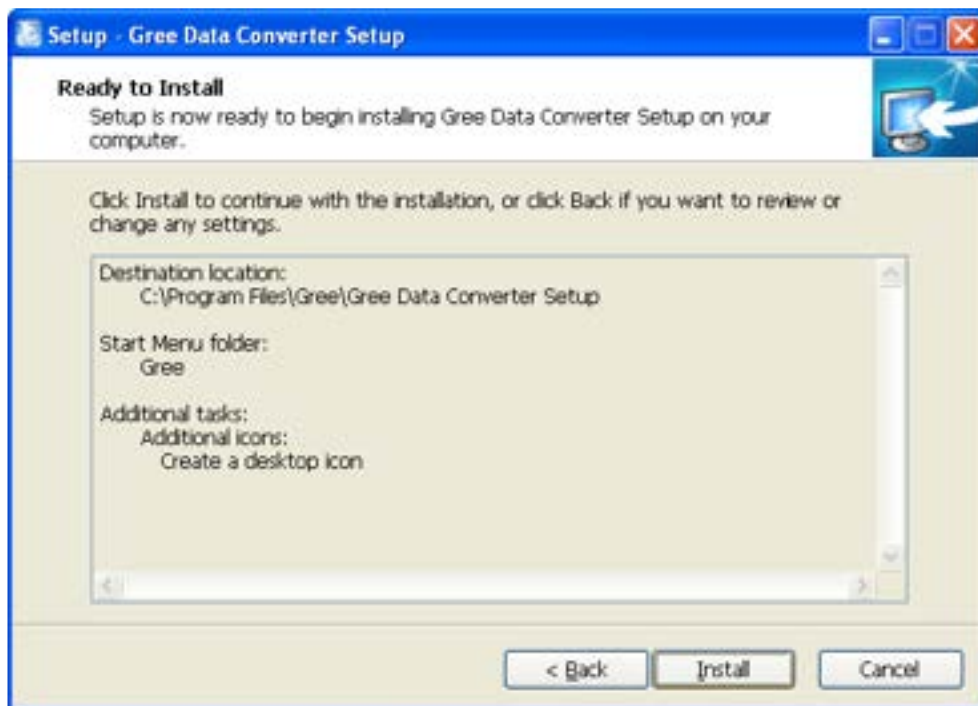 Setup - Gree Data Converter Setup
Ready to Install
Setup is now ready to begin installing Gree Data Converter Setup on your
computer.
Click Install to continue with the installation, or click Back if you want to review or
change any settings.
Destination location:
C:\Program Files\Gree\Gree Data Converter Setup
Start Menu folder:
Gree
Additional tasks:
Additional icons:
Create a desktop icon
< Back
Install
Cancel